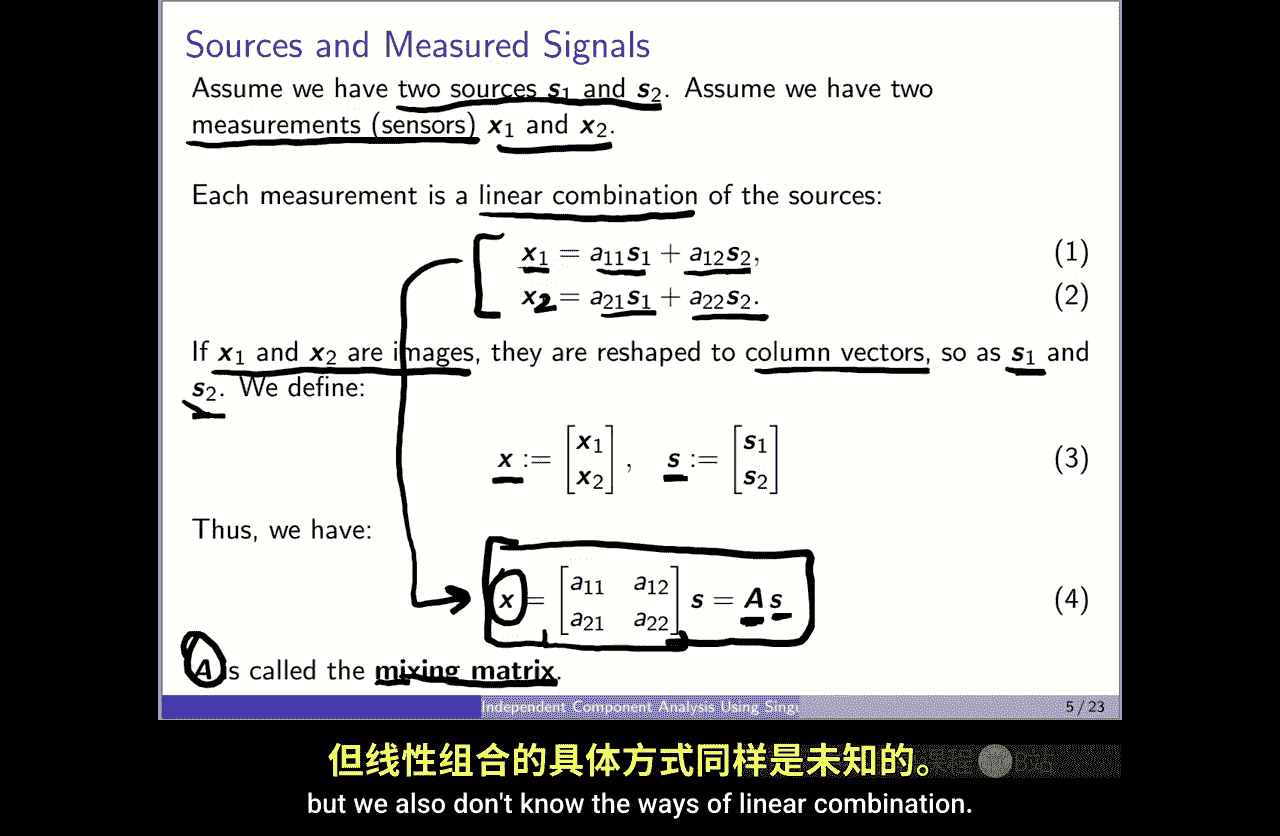 Sources and Measured Signals
Assume we have two sources s1 and s2. Assume we have two
measurements (sensors) x1 and x2.
Each measurement is a linear combination of the sources:
x1 = a11s1 + a12s2, (1)
x2 = a21s1 + a22s2. (2)
If x1 and x2 are images, they are reshaped to column vectors, so as s1 and
s2. We define:
x := [x1 x2], s := [s1 s2] (3)
Thus, we have:
x = [a11 a12 a21 a22] s = As (4)
A is called the mixing matrix.
Independent Component Analysis Using Sing 5 / 23
但线性组合的具体方式同样是未知的。
课程 B站
but we also don't know the ways of linear combination.